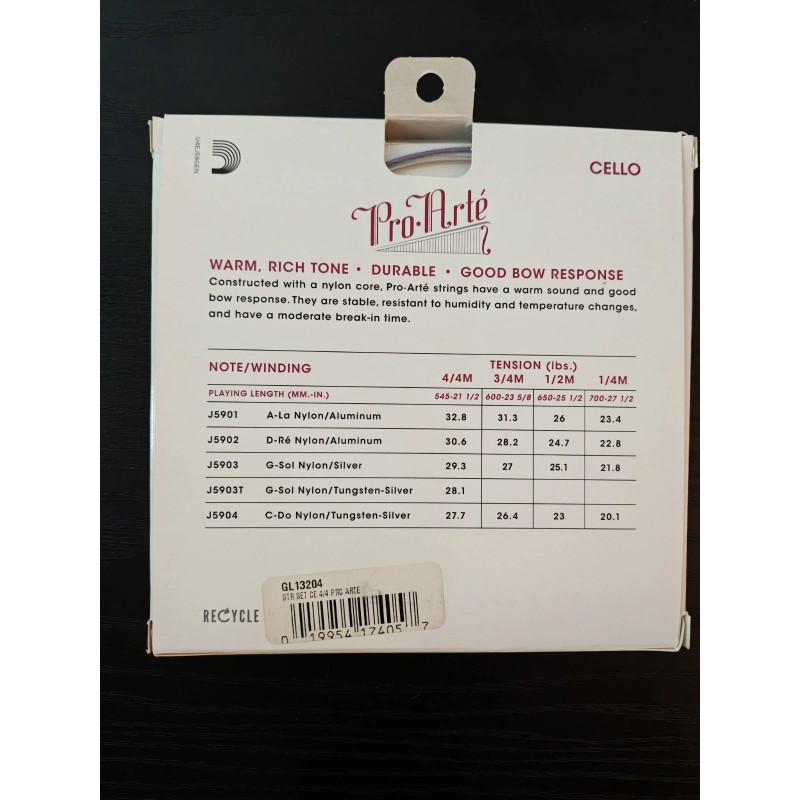 U4EJ59GEN
CELLO
Pro·Arté
WARM, RICH TONE • DURABLE • GOOD BOW RESPONSE
Constructed with a nylon core, Pro-Arté strings have a warm sound and good
bow response. They are stable, resistant to humidity and temperature changes,
and have a moderate break-in time.
NOTE/WINDING TENSION (lbs.)
4/4M 3/4M 1/2M 1/4M
PLAYING LENGTH (MM.-IN.) 545-21 1/2 600-23 5/8 650-25 1/2 700-27 1/2
J5901 A-La Nylon/Aluminum 32.8 31.3 26 23.4
J5902 D-Ré Nylon/Aluminum 30.6 28.2 24.7 22.8
J5903 G-Sol Nylon/Silver 29.3 27 25.1 21.8
J5903T G-Sol Nylon/Tungsten-Silver 28.1
J5904 C-Do Nylon/Tungsten-Silver 27.7 26.4 23 20.1
RECYCLE
GL13204
STR SET CE 4/4 PRO ARTE
0 19954 17405 7